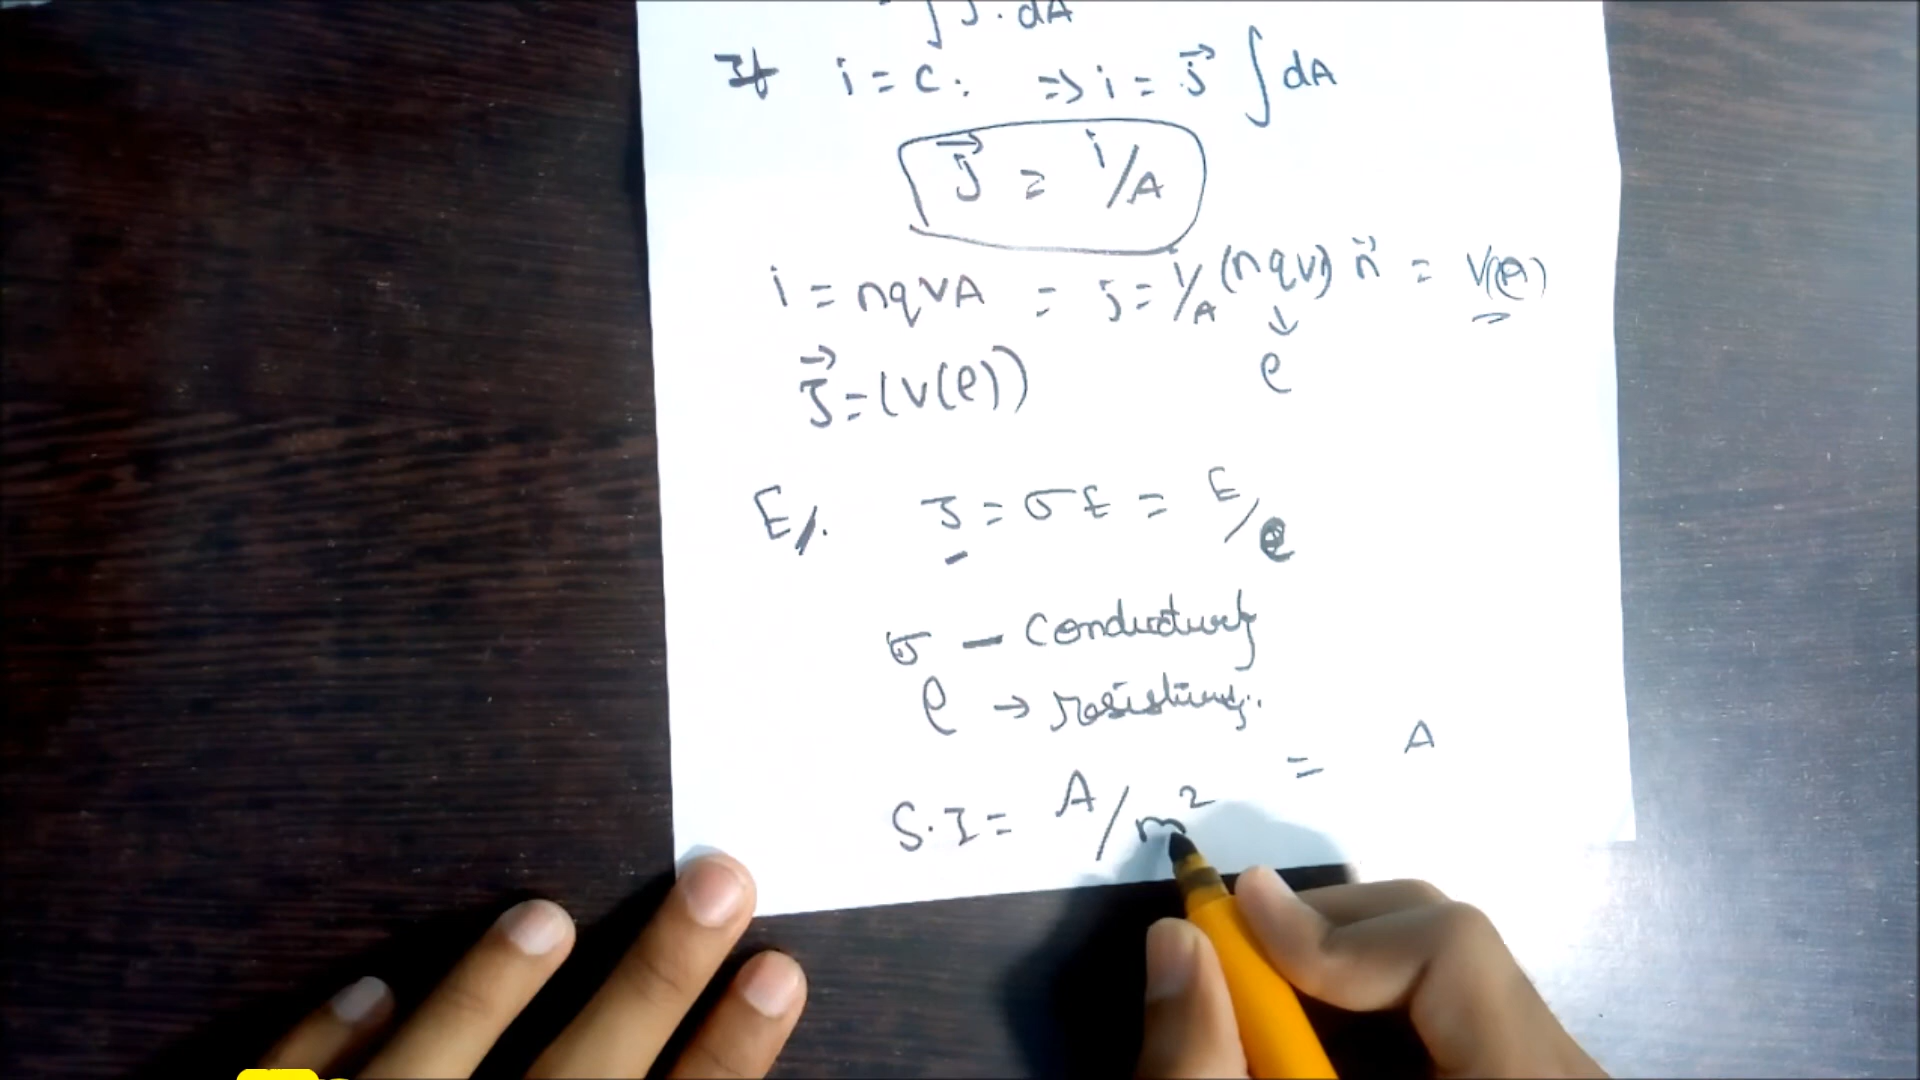 ∫ J . dA
If i = c . => i = J⃗ ∫ dA
J⃗ = i/A
i = nqvA = j = 1/A (nqv) n⃗ = v(ρ)
↓
ρ
J⃗ = (v(ρ))
E/. J = σE = E/ρ
σ - conductivity
ρ → resistivity.
S.I = A/m² = A